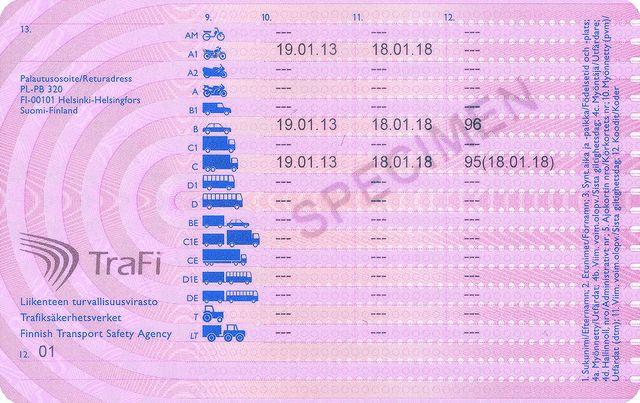 13.
9. 10. 11. 12.
AM --- --- ---
A1 19.01.13 18.01.18 ---
A2 --- --- ---
A --- --- ---
B1 --- --- ---
B 19.01.13 18.01.18 96
C1 --- --- ---
C 19.01.13 18.01.18 95(18.01.18)
D1 --- --- ---
D --- --- ---
BE --- --- ---
C1E --- --- ---
CE --- --- ---
D1E --- --- ---
DE --- --- ---
T --- --- ---
LT --- --- ---
SPECIMEN
Palautusosoite/Returadress
PL-PB 320
FI-00101 Helsinki-Helsingfors
Suomi-Finland
TraFi
Liikenteen turvallisuusvirasto
Trafiksäkerhetsverket
Finnish Transport Safety Agency
12. 01
1. Sukunimi/Efternamn; 2. Etunimet/Förnamn; 3. Synt.aika ja -paikka/Födelsetid och -plats;
4a. Myönnetty/Utfärdat; 4b. Viim. voim.olopv./Sista giltighetsdag; 4c. Myöntäjä/Utfärdare;
4d. Hallinnoll. nro/Administrativt nr; 5. Ajokortin nro/Körkortets nr; 10. Myönnetty (pvm)/
Utfärdat (dtm); 11. Viim. voim.olopv./Sista giltighetsdag; 12. Koodit/Koder